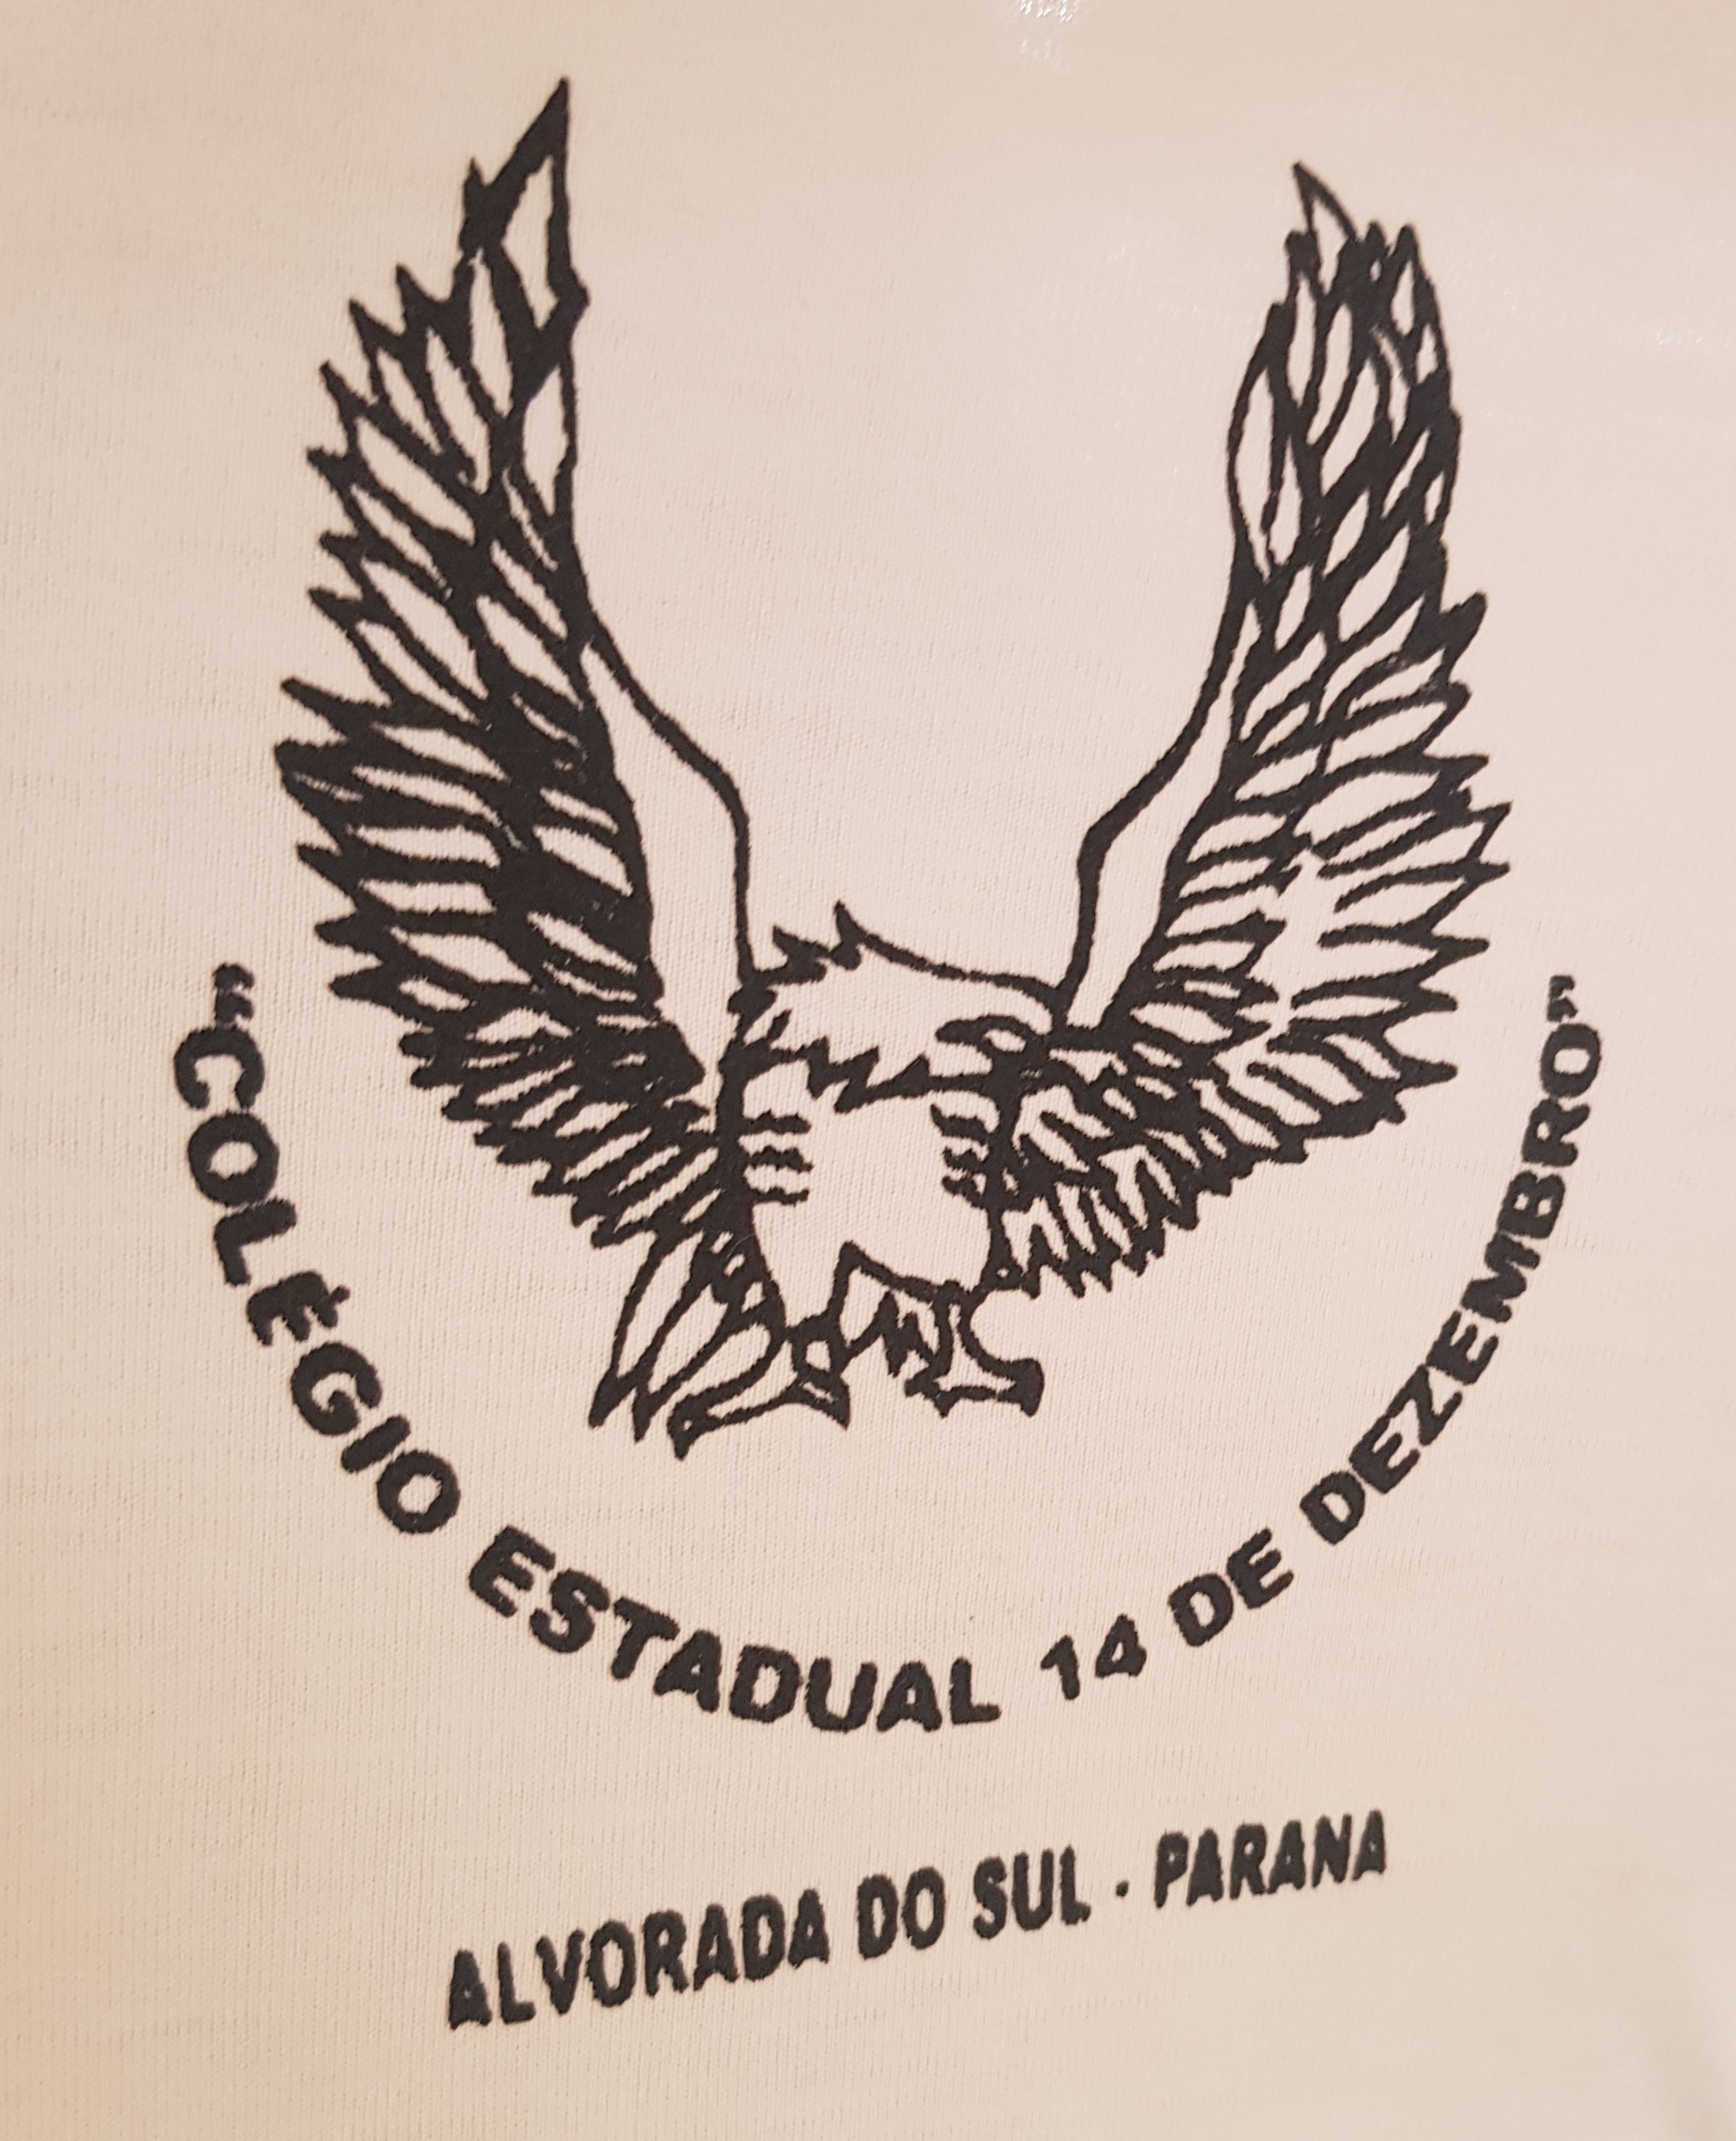 "COLÉGIO ESTADUAL 14 DE DEZEMBRO"
ALVORADA DO SUL - PARANA